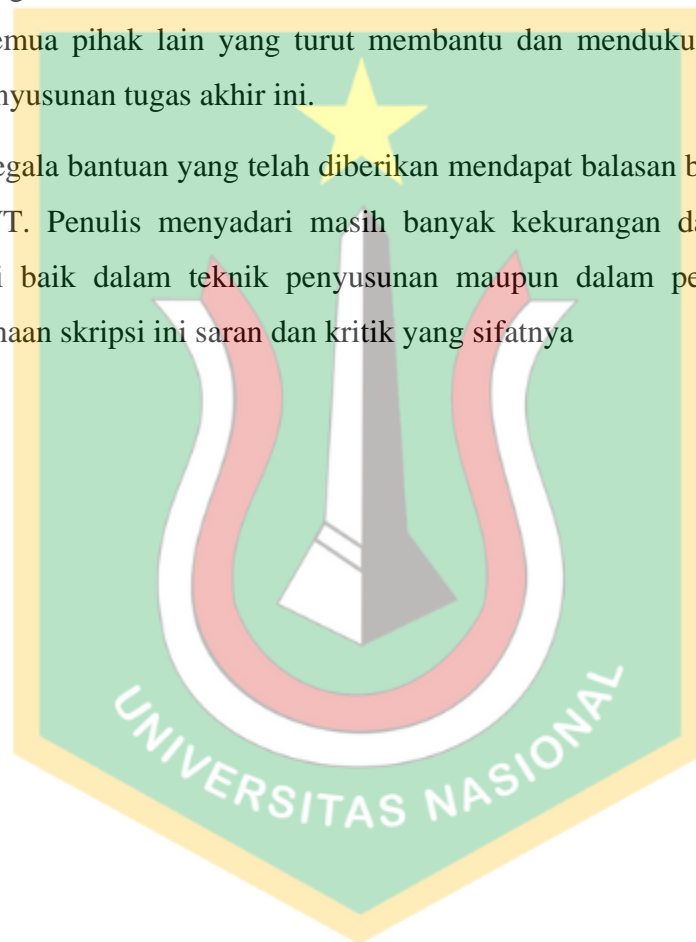 emua pihak lain yang turut membantu dan menduku
nyusunan tugas akhir ini.
egala bantuan yang telah diberikan mendapat balasan b
T. Penulis menyadari masih banyak kekurangan da
i baik dalam teknik penyusunan maupun dalam pe
naan skripsi ini saran dan kritik yang sifatnya
UNIVERSITAS NASIONAL